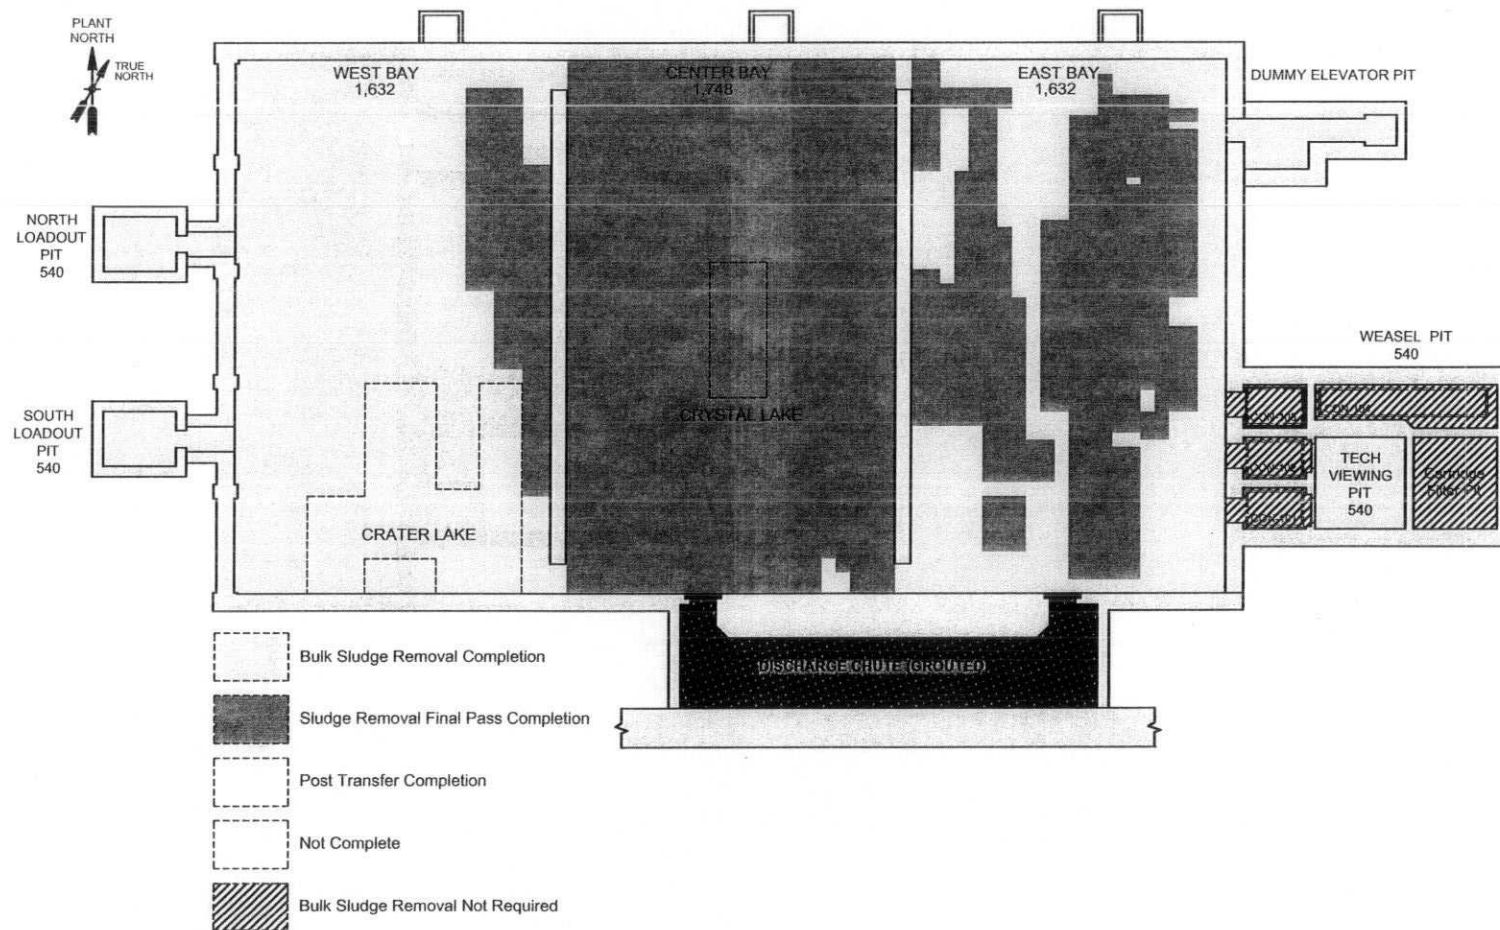 PLANT
NORTH
TRUE
NORTH
WEST BAY
1,632
CENTER BAY
1,748
EAST BAY
1,632
DUMMY ELEVATOR PIT
NORTH
LOADOUT
PIT
540
WEASEL PIT
540
SOUTH
LOADOUT
PIT
540
CRYSTAL LAKE
TECH
VIEWING
PIT
540
Cartridge
Filter Pit
CRATER LAKE
DISCHARGE CHUTE (GROUTED)
Bulk Sludge Removal Completion
Sludge Removal Final Pass Completion
Post Transfer Completion
Not Complete
Bulk Sludge Removal Not Required